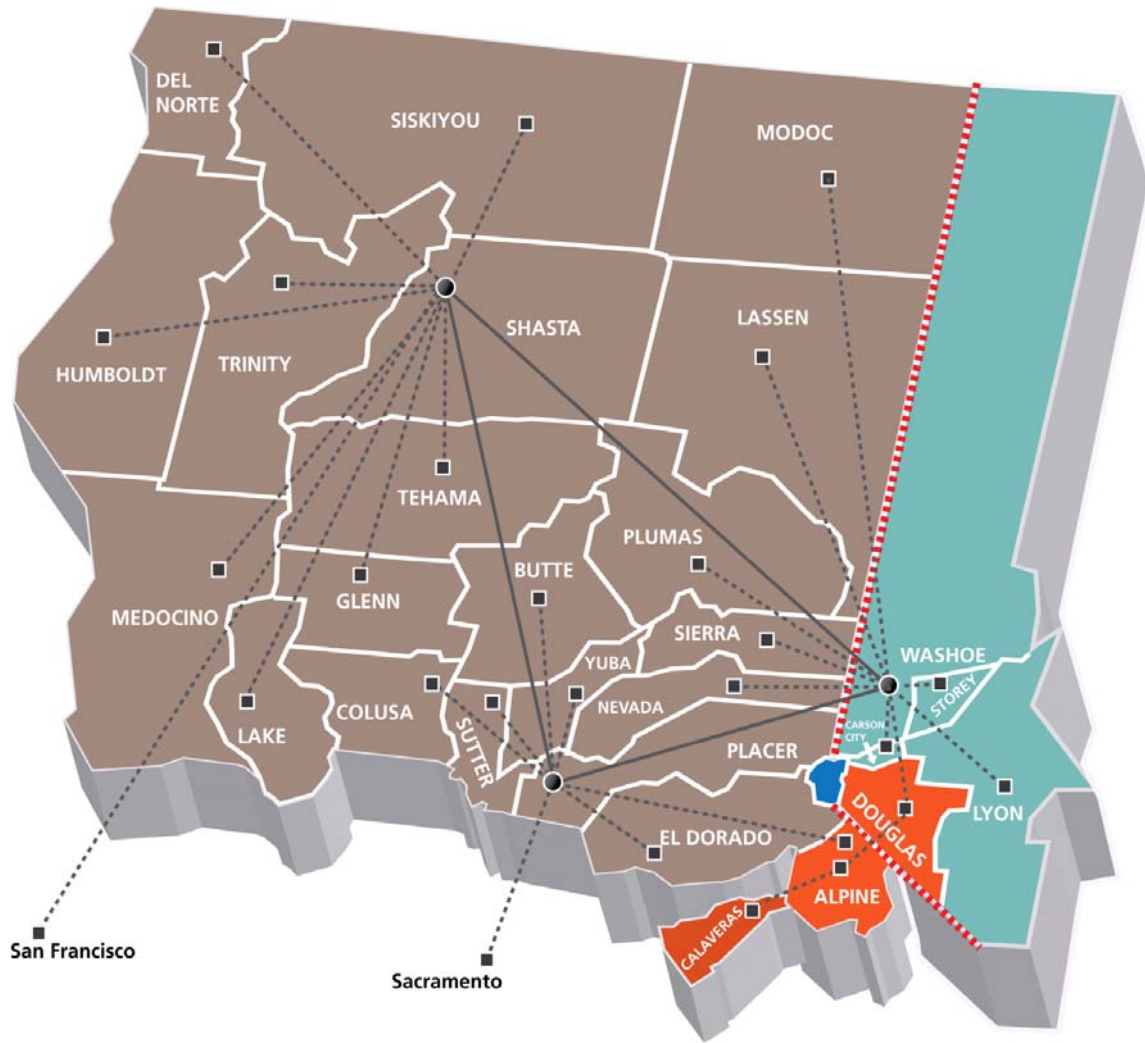 DEL
NORTE
SISKIYOU
MODOC
HUMBOLDT
TRINITY
SHASTA
LASSEN
TEHAMA
PLUMAS
BUTTE
GLENN
MEDOCINO
SIERRA
YUBA
WASHOE
STOREY
NEVADA
COLUSA
LAKE
SUTTER
PLACER
CARSON
CITY
DOUGLAS
LYON
EL DORADO
ALPINE
CALAVERAS
San Francisco
Sacramento